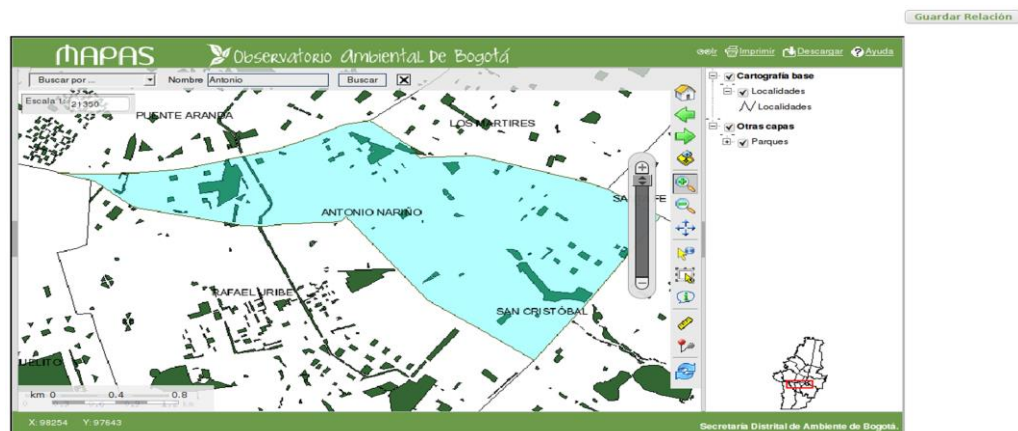 Guardar Relación
MAPAS Observatorio Ambiental De Bogotá
Imprimir Descargar Ayuda
Buscar por ... Nombre Antonio Buscar
Escala 1: 21330
Cartografía base
Localidades
Localidades
Otras capas
Parques
PUENTE ARANDA
LOS MARTIRES
ANTONIO NARIÑO
RAFAEL URIBE
SAN CRISTÓBAL
km 0 0.4 0.8
X: 98254 Y: 97643
Secretaría Distrital de Ambiente de Bogotá.